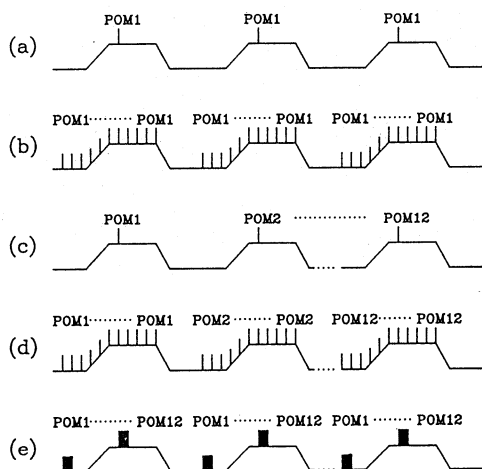 POM1 POM1 POM1
(a)
POM1········POM1 POM1·······POM1 POM1·······POM1
(b)
POM1 POM2 ·············· POM12
(c)
POM1········POM1 POM2·······POM2 POM12·······POM12
(d)
POM1········POM12 POM1········POM12 POM1········POM12
(e)